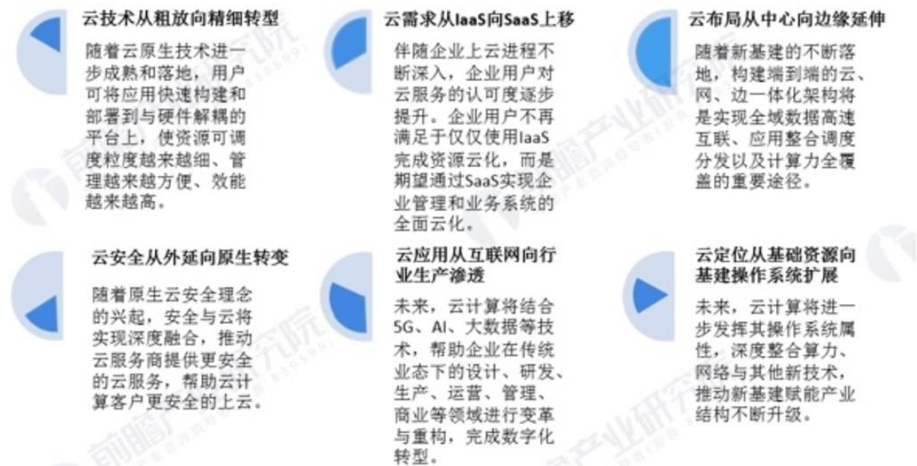 云技术从粗放向精细转型
随着云原生技术进一
步成熟和落地，用户
可将应用快速构建和
部署到与硬件解耦的
平台上，使资源可调
度粒度越来越细、管
理越来越方便、效能
越来越高。
云需求从IaaS向SaaS上移
伴随企业上云进程不
断深入，企业用户对
云服务的认可度逐步
提升。企业用户不再
满足于仅仅使用IaaS
完成资源云化，而是
期望通过SaaS实现企
业管理和业务系统的
全面云化。
云布局从中心向边缘延伸
随着新基建的不断落
地，构建端到端的云、
网、边一体化架构将
是实现全域数据高速
互联、应用整合调度
分发以及计算力全覆
盖的重要途径。
云安全从外延向原生转变
随着原生云安全理念
的兴起，安全与云将
实现深度融合，推动
云服务商提供更安全
的云服务，帮助云计
算客户更安全的上云。
云应用从互联网向行
业生产渗透
未来，云计算将结合
5G、AI、大数据等技
术，帮助企业在传统
业态下的设计、研发、
生产、运营、管理、
商业等领域进行变革
与重构，完成数字化
转型。
云定位从基础资源向
基建操作系统扩展
未来，云计算将进一
步发挥其操作系统属
性，深度整合算力、
网络与其他新技术，
推动新基建赋能产业
结构不断升级。
前瞻产业研究院